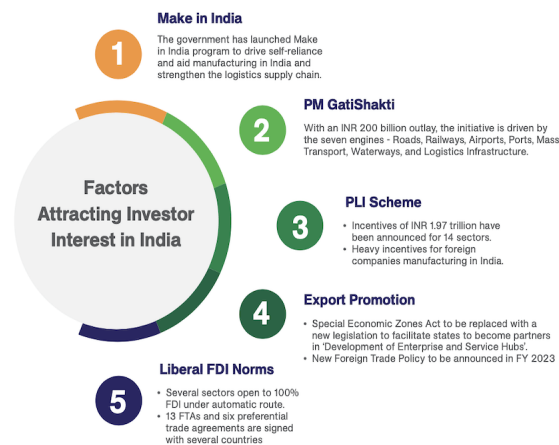 Make in India
1
The government has launched Make
in India program to drive self-reliance
and aid manufacturing in India and
strengthen the logistics supply chain.
PM GatiShakti
2
With an INR 200 billion outlay, the initiative is driven by
the seven engines - Roads, Railways, Airports, Ports, Mass
Transport, Waterways, and Logistics Infrastructure.
Factors
Attracting Investor
Interest in India
PLI Scheme
3
• Incentives of INR 1.97 trillion have
been announced for 14 sectors.
• Heavy incentives for foreign
companies manufacturing in India.
Export Promotion
4
• Special Economic Zones Act to be replaced with a
new legislation to facilitate states to become partners
in ‘Development of Enterprise and Service Hubs’.
• New Foreign Trade Policy to be announced in FY 2023
Liberal FDI Norms
5
• Several sectors open to 100%
FDI under automatic route.
• 13 FTAs and six preferential
trade agreements are signed
with several countries